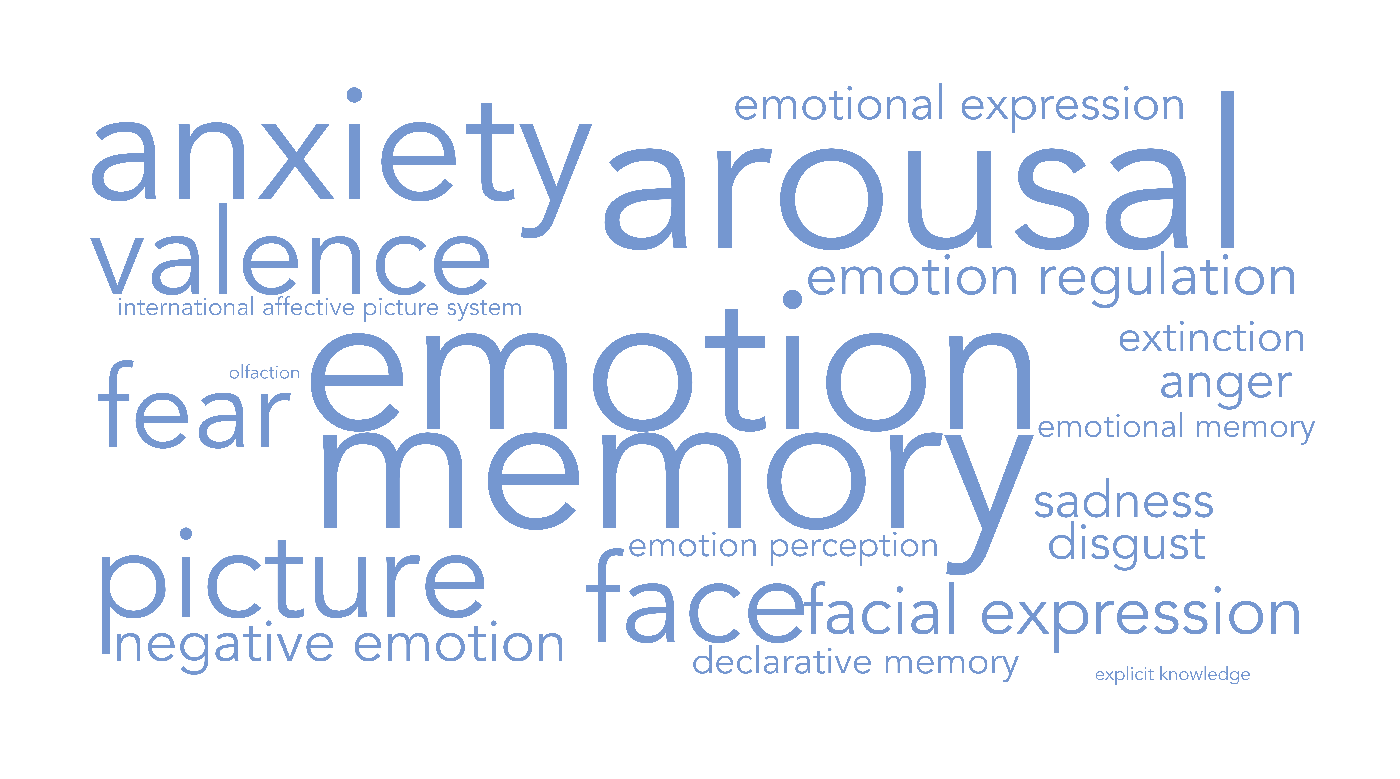 emotional expression
anxiety
arousal
valence
emotion regulation
international affective picture system
emotion
extinction
olfaction
fear
anger
emotional memory
memory
sadness
disgust
emotion perception
picture
face
facial expression
negative emotion
declarative memory
explicit knowledge